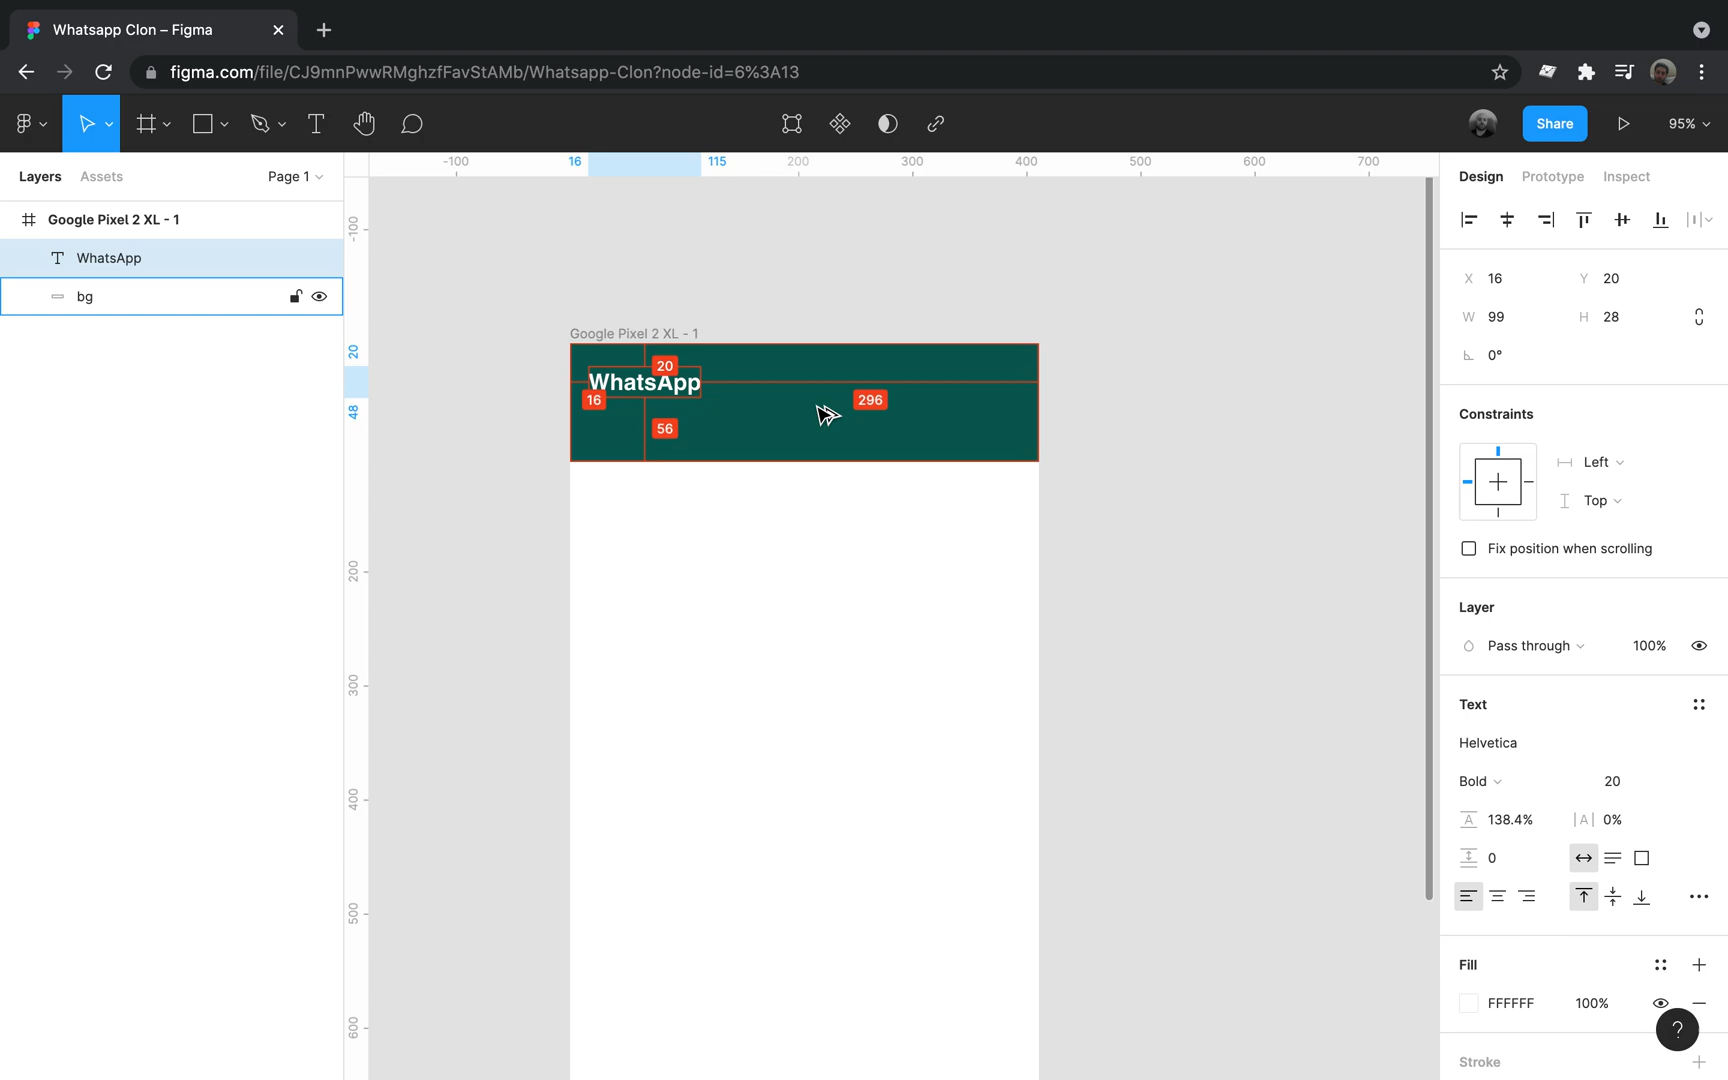 Whatsapp Clon – Figma
figma.com/file/CJ9mnPwwRMghzfFavStAMb/Whatsapp-Clon?node-id=6%3A13
Share
95%
Layers
Assets
Page 1
-100
16
115
200
300
400
500
600
700
Design
Prototype
Inspect
Google Pixel 2 XL - 1
WhatsApp
bg
-100
20
48
200
300
400
500
600
Google Pixel 2 XL - 1
20
WhatsApp
16
296
56
X 16
Y 20
W 99
H 28
0°
Constraints
Left
Top
Fix position when scrolling
Layer
Pass through
100%
Text
Helvetica
Bold
20
A 138.4%
|A| 0%
0
Fill
FFFFFF
100%
?
Stroke